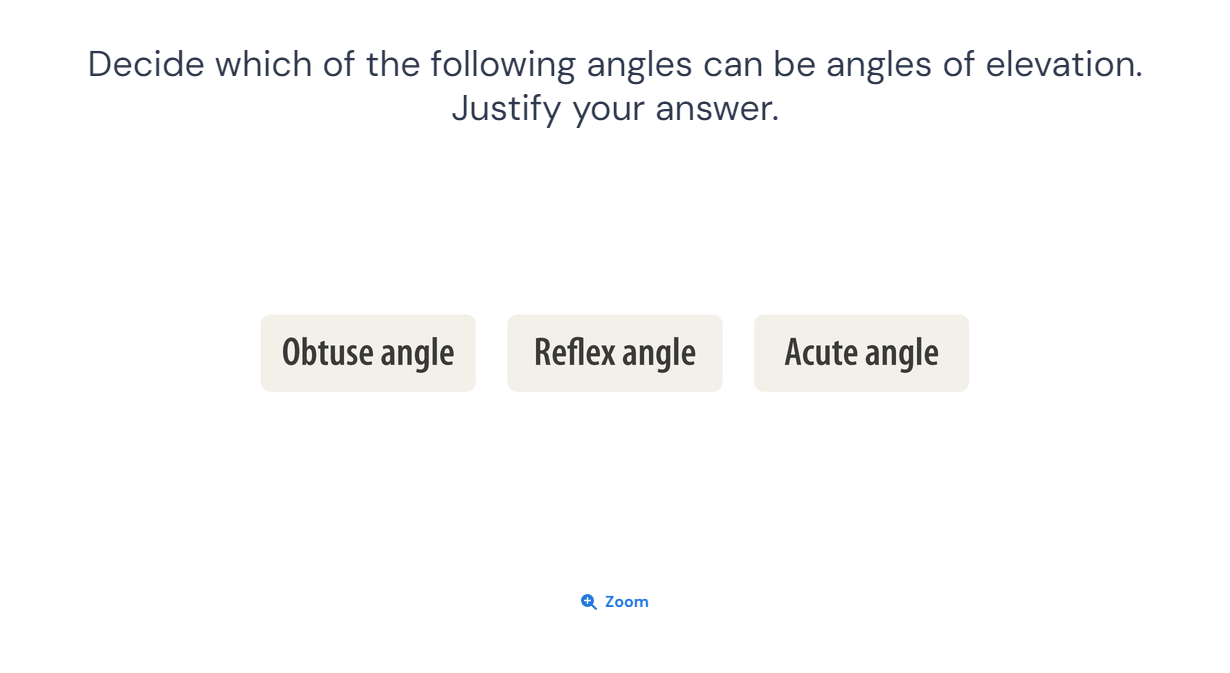 Decide which of the following angles can be angles of elevation.
Justify your answer.
Obtuse angle
Reflex angle
Acute angle
Zoom